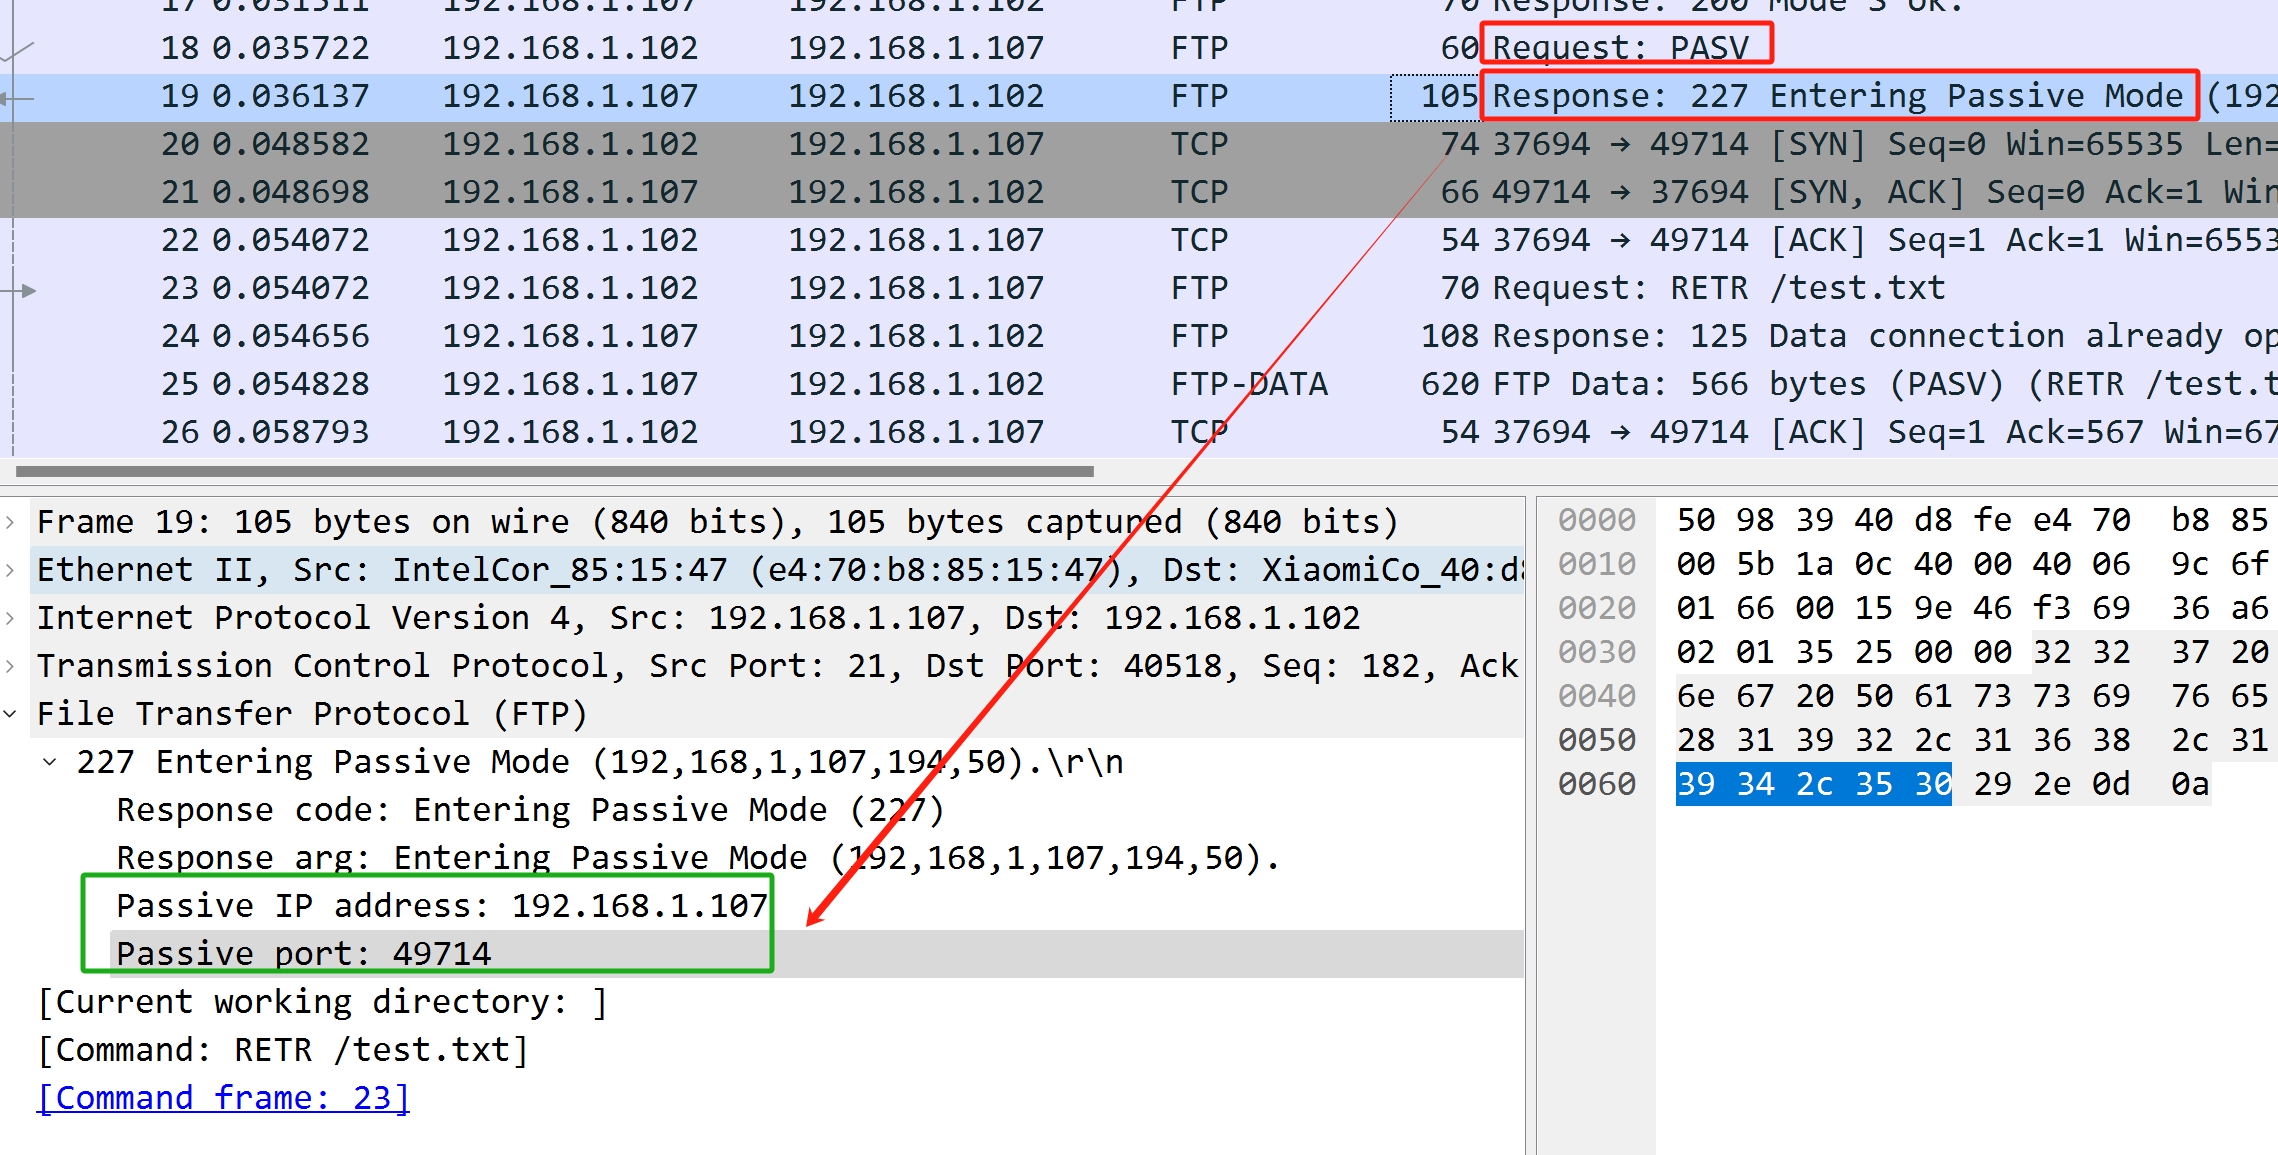 17 0.031511 192.168.1.107 192.168.1.102 FTP 70 Response: 200 Mode S ok.
18 0.035722 192.168.1.102 192.168.1.107 FTP 60 Request: PASV
19 0.036137 192.168.1.107 192.168.1.102 FTP 105 Response: 227 Entering Passive Mode (192
20 0.048582 192.168.1.102 192.168.1.107 TCP 74 37694 → 49714 [SYN] Seq=0 Win=65535 Len=
21 0.048698 192.168.1.107 192.168.1.102 TCP 66 49714 → 37694 [SYN, ACK] Seq=0 Ack=1 Win
22 0.054072 192.168.1.102 192.168.1.107 TCP 54 37694 → 49714 [ACK] Seq=1 Ack=1 Win=6553
23 0.054072 192.168.1.102 192.168.1.107 FTP 70 Request: RETR /test.txt
24 0.054656 192.168.1.107 192.168.1.102 FTP 108 Response: 125 Data connection already op
25 0.054828 192.168.1.107 192.168.1.102 FTP-DATA 620 FTP Data: 566 bytes (PASV) (RETR /test.t
26 0.058793 192.168.1.102 192.168.1.107 TCP 54 37694 → 49714 [ACK] Seq=1 Ack=567 Win=67
Frame 19: 105 bytes on wire (840 bits), 105 bytes captured (840 bits)
Ethernet II, Src: IntelCor_85:15:47 (e4:70:b8:85:15:47), Dst: XiaomiCo_40:d8
Internet Protocol Version 4, Src: 192.168.1.107, Dst: 192.168.1.102
Transmission Control Protocol, Src Port: 21, Dst Port: 40518, Seq: 182, Ack
File Transfer Protocol (FTP)
227 Entering Passive Mode (192,168,1,107,194,50).\r\n
Response code: Entering Passive Mode (227)
Response arg: Entering Passive Mode (192,168,1,107,194,50).
Passive IP address: 192.168.1.107
Passive port: 49714
[Current working directory: ]
[Command: RETR /test.txt]
[Command frame: 23]
0000 50 98 39 40 d8 fe e4 70 b8 85
0010 00 5b 1a 0c 40 00 40 06 9c 6f
0020 01 66 00 15 9e 46 f3 69 36 a6
0030 02 01 35 25 00 00 32 32 37 20
0040 6e 67 20 50 61 73 73 69 76 65
0050 28 31 39 32 2c 31 36 38 2c 31
0060 39 34 2c 35 30 29 2e 0d 0a